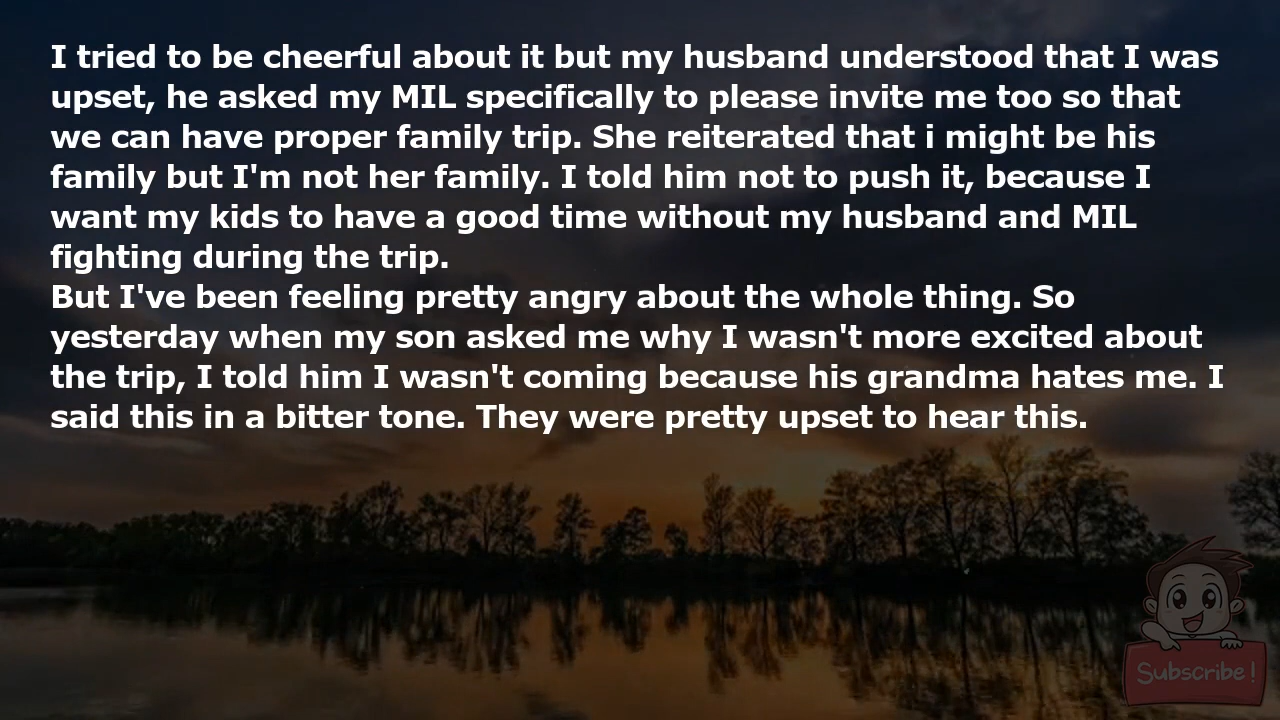 I tried to be cheerful about it but my husband understood that I was
upset, he asked my MIL specifically to please invite me too so that
we can have proper family trip. She reiterated that i might be his
family but I'm not her family. I told him not to push it, because I
want my kids to have a good time without my husband and MIL
fighting during the trip.
But I've been feeling pretty angry about the whole thing. So
yesterday when my son asked me why I wasn't more excited about
the trip, I told him I wasn't coming because his grandma hates me. I
said this in a bitter tone. They were pretty upset to hear this.
Subscribe!